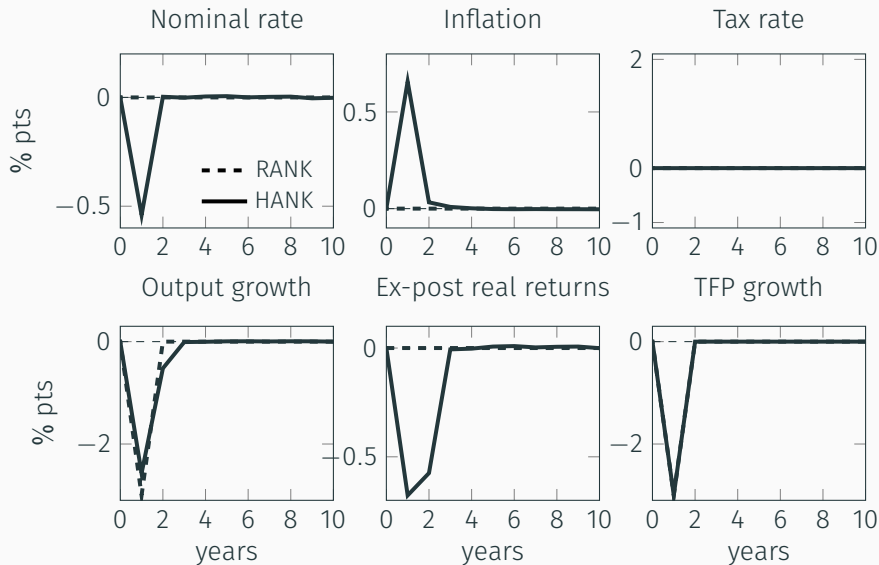 Nominal rate
Inflation
Tax rate
% pts
0
−0.5
RANK
HANK
0 2 4 6 8 10
0.5
0
0 2 4 6 8 10
2
0
−1
0 2 4 6 8 10
Output growth
Ex-post real returns
TFP growth
% pts
0
−2
0 2 4 6 8 10
years
0
−0.5
0 2 4 6 8 10
years
0
−2
0 2 4 6 8 10
years